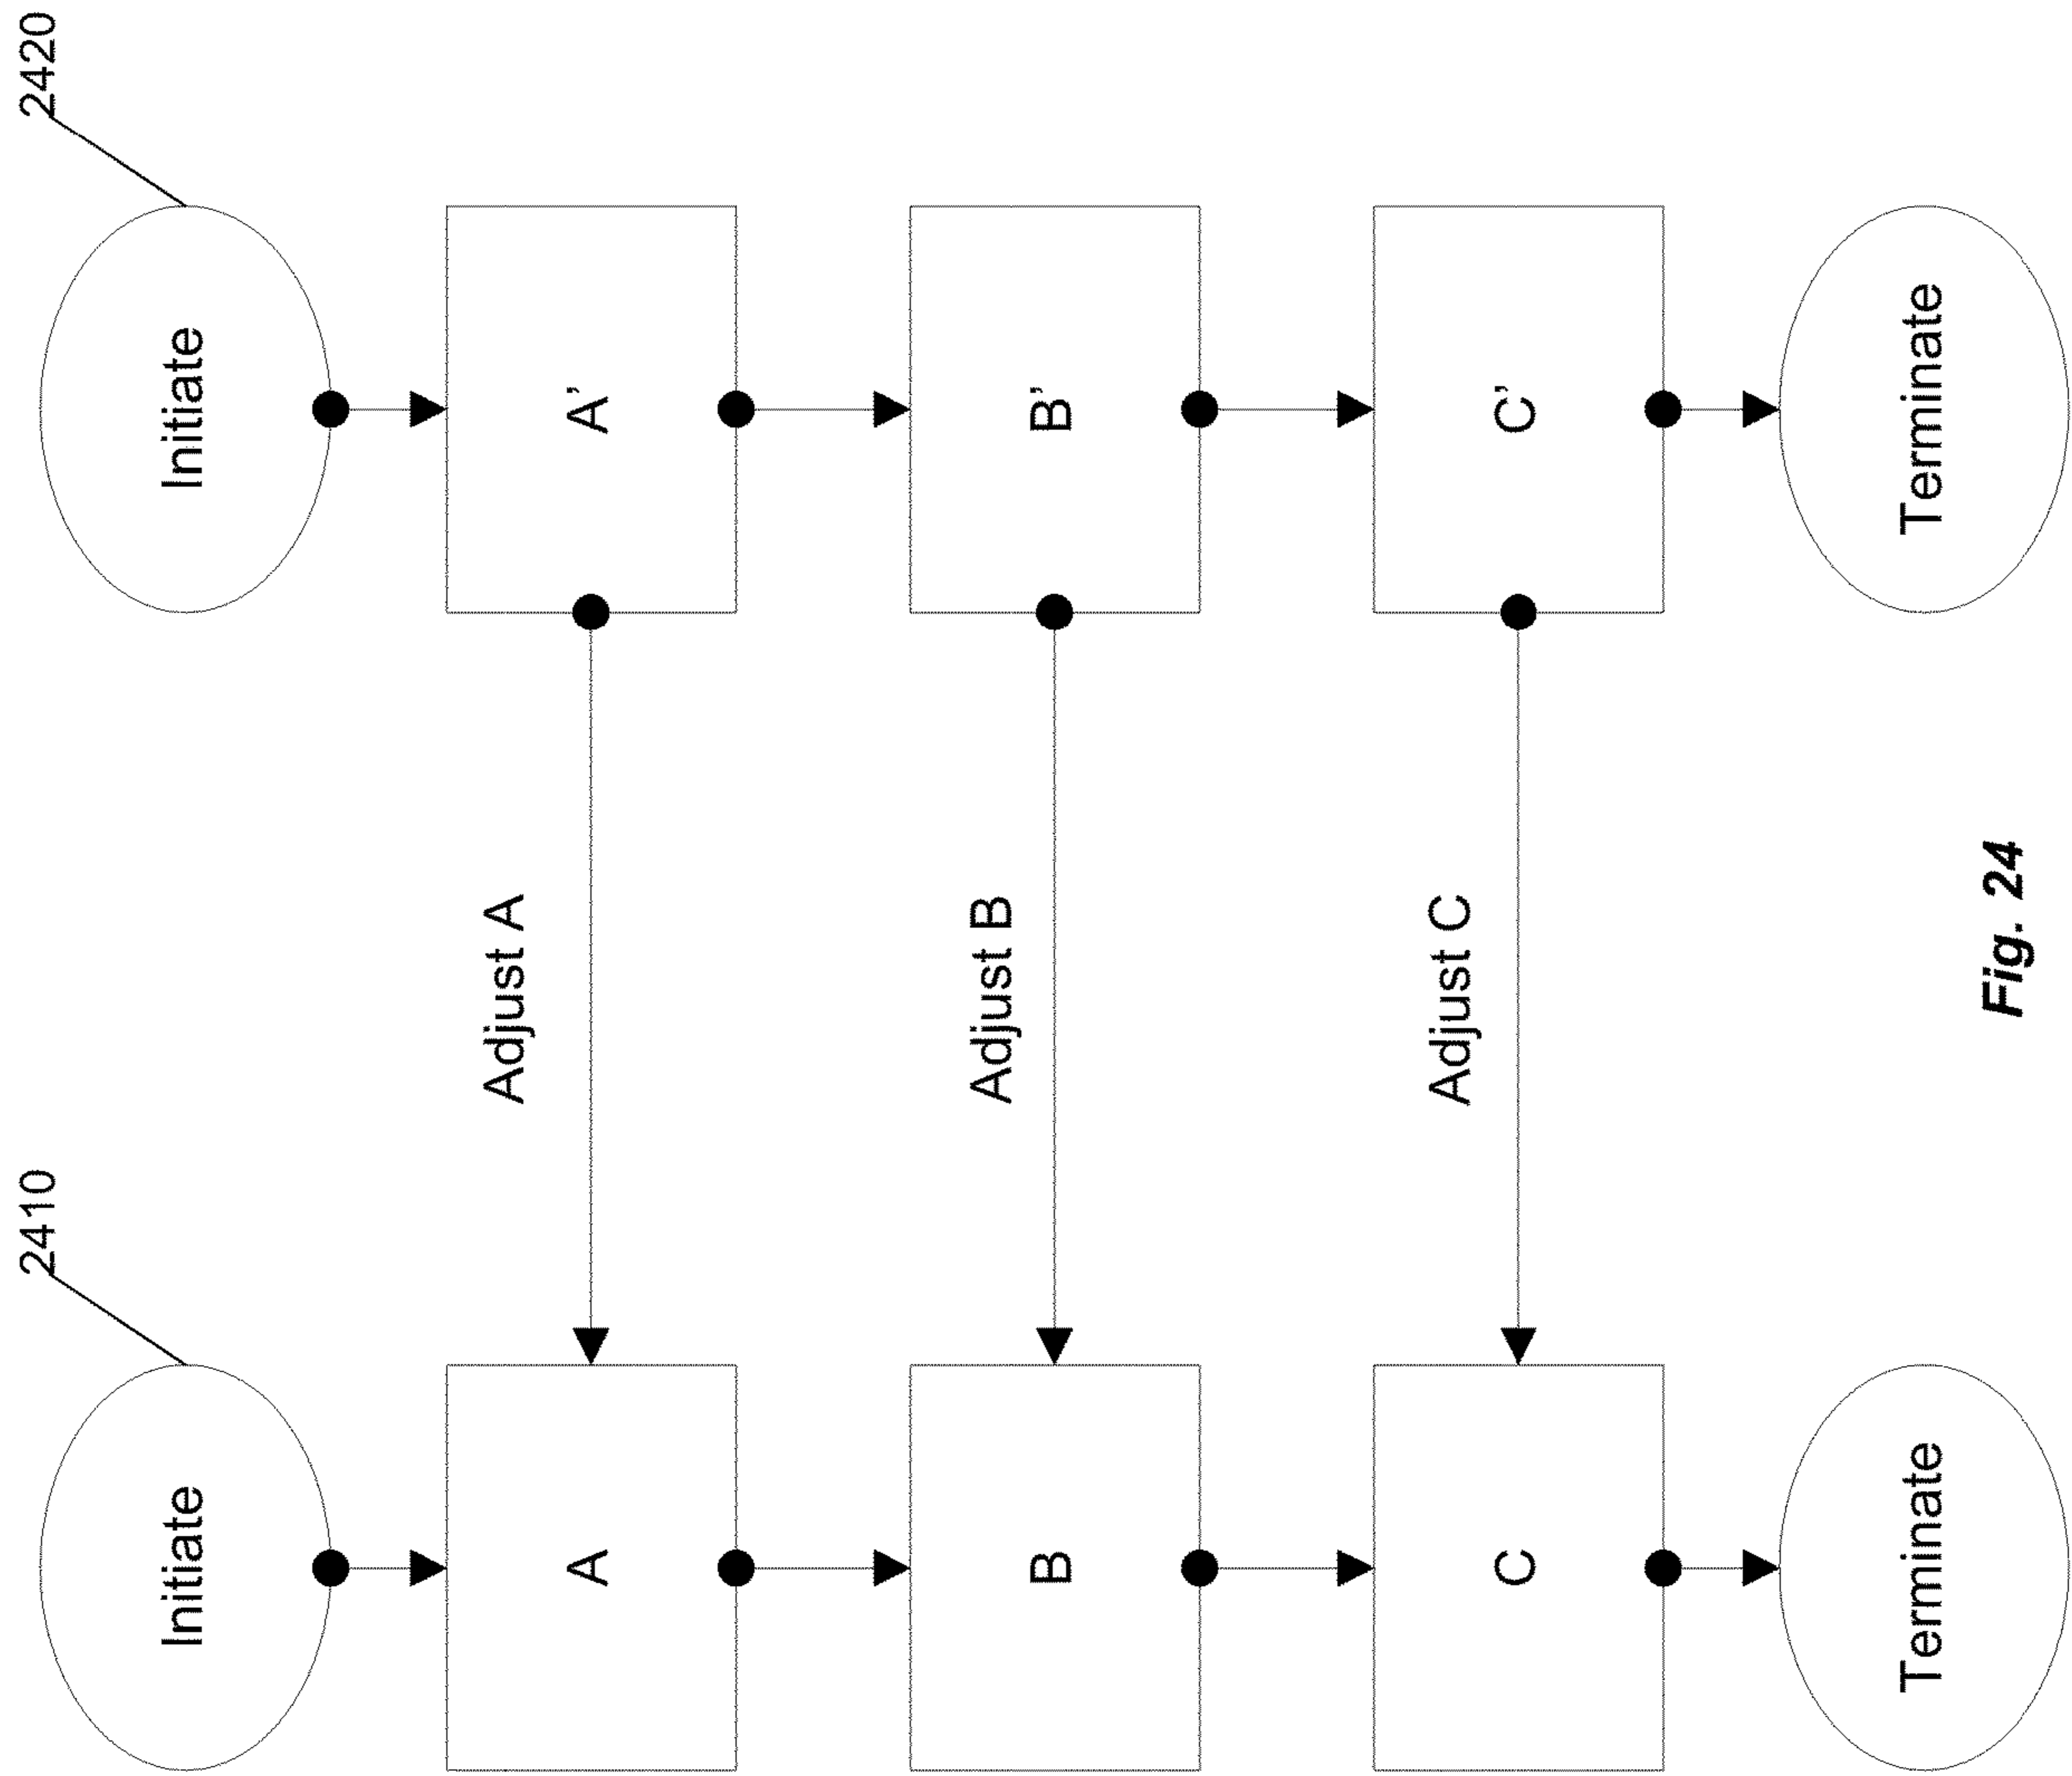 2410
2420
Initiate
Initiate
Adjust A
A
A’
Adjust B
B
B’
Adjust C
C
C’
Terminate
Terminate
Fig. 24